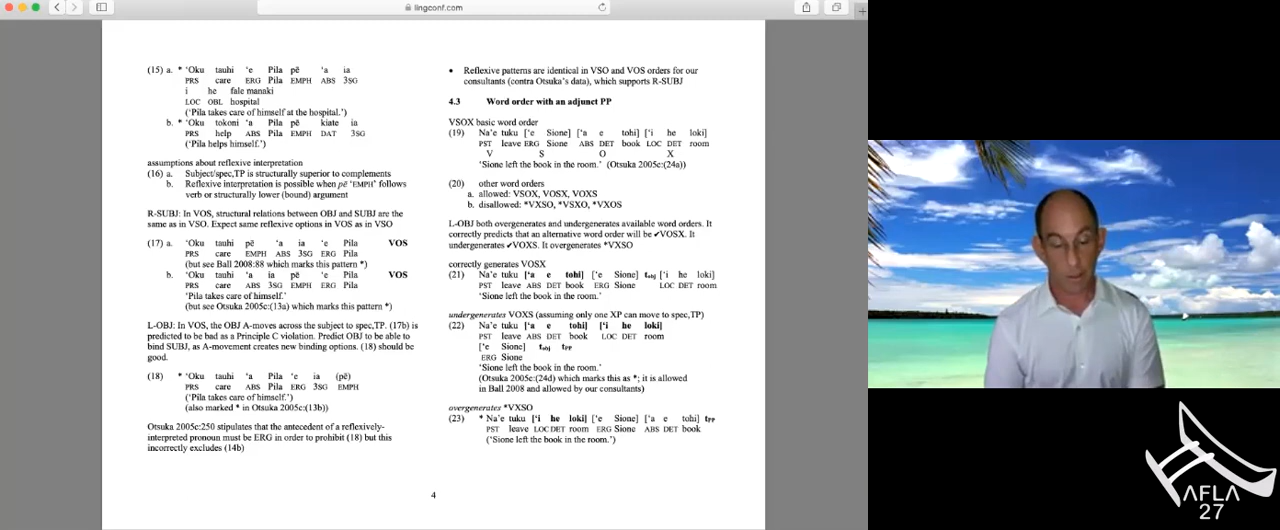 lingconf.com
(15) a. * ‘Oku tauhi ‘e Pila pē ‘a ia
PRS care ERG Pila EMPH ABS 3SG
i he fale manaki
LOC OBL hospital
(‘Pila takes care of himself at the hospital.’)
b. * ‘Oku tokoni ‘a Pila pē kiate ia
PRS help ABS Pila EMPH DAT 3SG
(‘Pila helps himself.’)
assumptions about reflexive interpretation
(16) a. Subject/spec,TP is structurally superior to complements
b. Reflexive interpretation is possible when pē ‘EMPH’ follows
verb or structurally lower (bound) argument
R-SUBJ: In VOS, structural relations between OBJ and SUBJ are the
same as in VSO. Expect same reflexive options in VOS as in VSO
(17) a. ‘Oku tauhi pē ‘a ia ‘e Pila VOS
PRS care EMPH ABS 3SG ERG Pila
(but see Ball 2008:88 which marks this pattern *)
b. ‘Oku tauhi ‘a ia pē ‘e Pila VOS
PRS care ABS 3SG EMPH ERG Pila
‘Pila takes care of himself.’
(but see Otsuka 2005c:(13a) which marks this pattern *)
L-OBJ: In VOS, the OBJ A-moves across the subject to spec,TP. (17b) is
predicted to be bad as a Principle C violation. Predict OBJ to be able to
bind SUBJ, as A-movement creates new binding options. (18) should be
good.
(18) * ‘Oku tauhi ‘a Pila ‘e ia (pē)
PRS care ABS Pila ERG 3SG EMPH
(‘Pila takes care of himself.’)
(also marked * in Otsuka 2005c:(13b))
Otsuka 2005c:250 stipulates that the antecedent of a reflexively-
interpreted pronoun must be ERG in order to prohibit (18) but this
incorrectly excludes (14b)
• Reflexive patterns are identical in VSO and VOS orders for our
consultants (contra Otsuka's data), which supports R-SUBJ
4.3 Word order with an adjunct PP
VSOX basic word order
(19) Na‘e tuku [‘e Sione] [‘a e tohi] [‘i he loki]
PST leave ERG Sione ABS DET book LOC DET room
V S O X
‘Sione left the book in the room.’ (Otsuka 2005c:(24a))
(20) other word orders
a. allowed: VSOX, VOSX, VOXS
b. disallowed: *VXSO, *VSXO, *VXOS
L-OBJ both overgenerates and undergenerates available word orders. It
correctly predicts that an alternative word order will be ✔VOSX. It
undergenerates ✔VOXS. It overgenerates *VXSO
correctly generates VOSX
(21) Na‘e tuku [‘a e tohi] [‘e Sione] tobj [‘i he loki]
PST leave ABS DET book ERG Sione LOC DET room
‘Sione left the book in the room.’
undergenerates VOXS (assuming only one XP can move to spec,TP)
(22) Na‘e tuku [‘a e tohi] [‘i he loki]
PST leave ABS DET book LOC DET room
[‘e Sione] tobj tPP
ERG Sione
‘Sione left the book in the room.’
(Otsuka 2005c:(24d) which marks this as *; it is allowed
in Ball 2008 and allowed by our consultants)
overgenerates *VXSO
(23) * Na‘e tuku [‘i he loki] [‘e Sione] [‘a e tohi] tPP
PST leave LOC DET room ERG Sione ABS DET book
(‘Sione left the book in the room.’)
4
AFLA
27